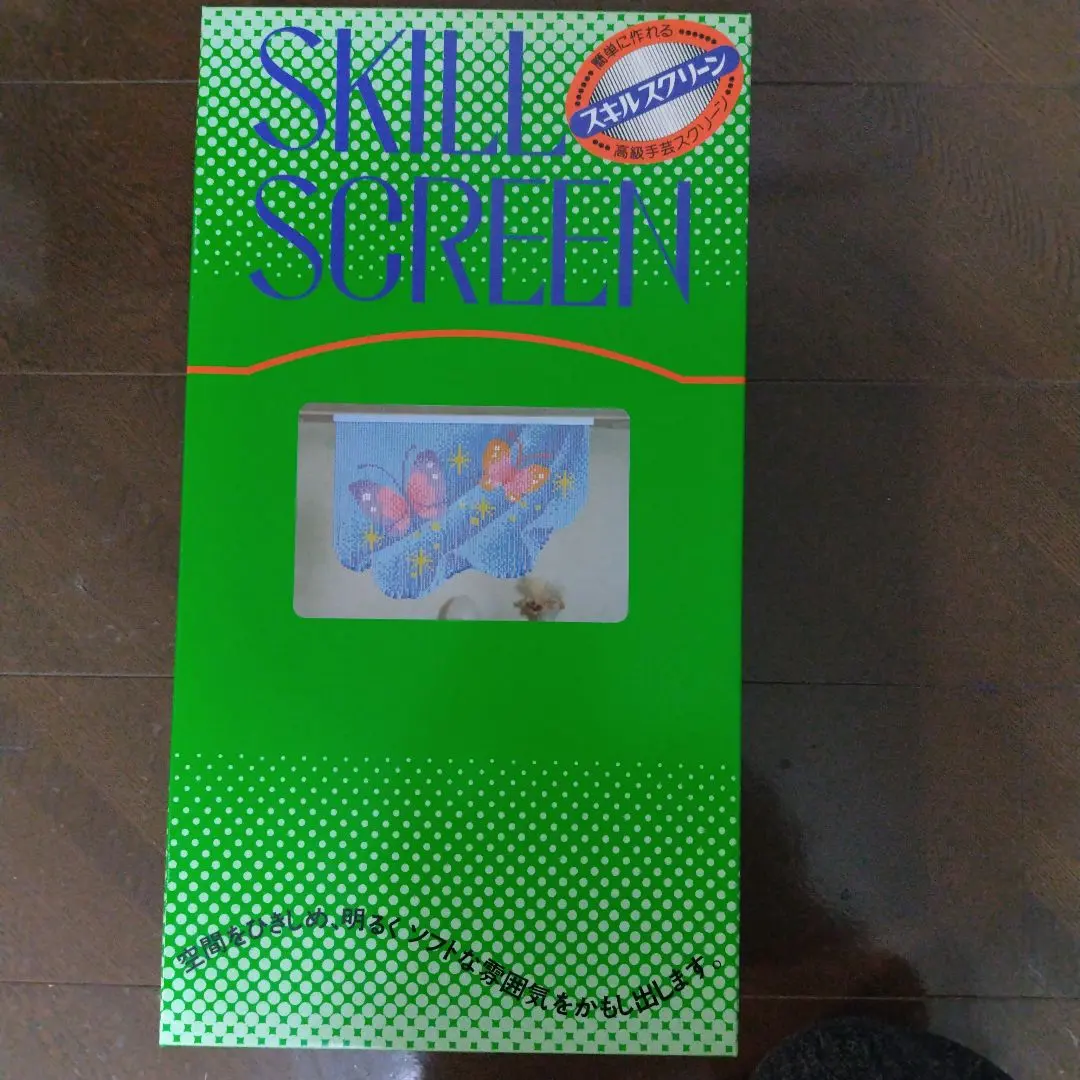 SKILL
SCREEN
簡単に作れる
スキルスクリーン
高級手芸スクリーン
空間をひきしめ、明るくソフトな雰囲気をかもし出します。